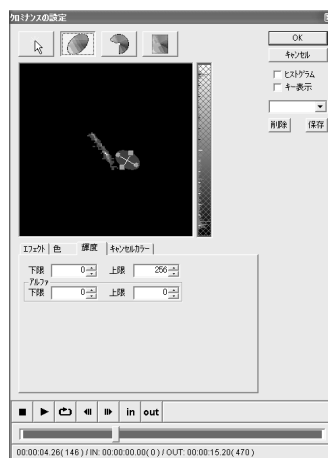 クロミナンスの設定
OK
キャンセル
ヒストグラム
キー表示
削除 保存
エフェクト 色 輝度 キャンセルカラー
下限 0 上限 256
アルファ
下限 0 上限 0
in out
00:00:04.26( 146 ) / IN: 00:00:00.00( 0 ) / OUT: 00:00:15.20( 470 )